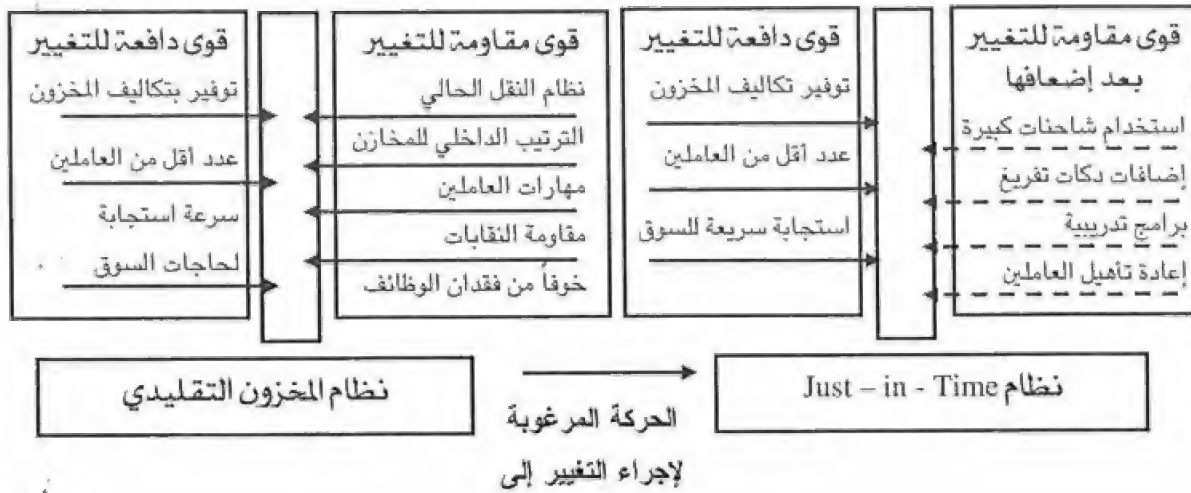 قوى دافعة للتغيير
توفير بتكاليف المخزون
عدد أقل من العاملين
سرعة استجابة
لحاجات السوق
قوى مقاومة للتغيير
نظام النقل الحالي
الترتيب الداخلي للمخازن
مهارات العاملين
مقاومة النقابات
خوفاً من فقدان الوظائف
قوى دافعة للتغيير
توفير تكاليف المخزون
عدد أقل من العاملين
استجابة سريعة للسوق
قوى مقاومة للتغيير
بعد إضعافها
استخدام شاحنات كبيرة
إضافات دكات تفريغ
برامج تدريبية
إعادة تأهيل العاملين
نظام المخزون التقليدي
الحركة المرغوبة
لإجراء التغيير إلى
نظام Just – in - Time